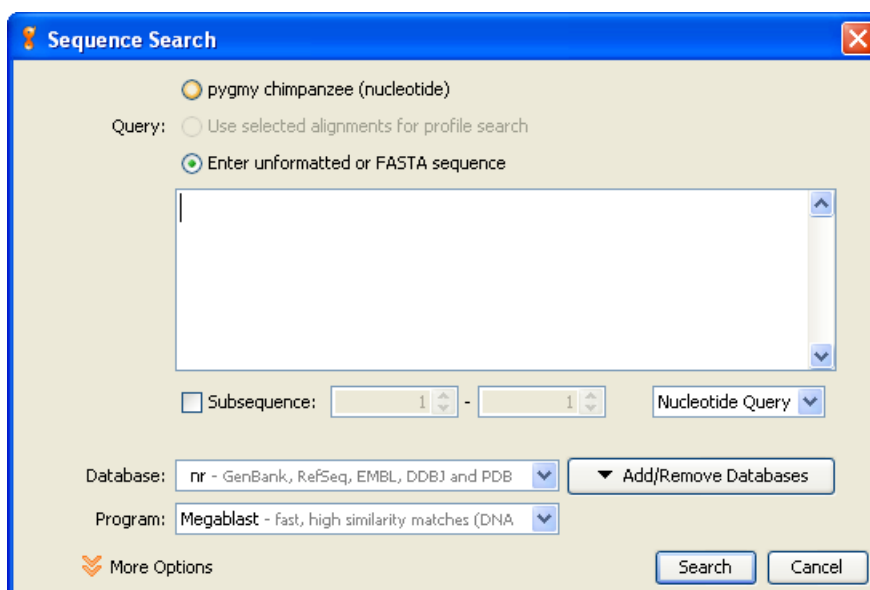 Sequence Search
pygmy chimpanzee (nucleotide)
Query:
Use selected alignments for profile search
Enter unformatted or FASTA sequence
Subsequence: 1 - 1 Nucleotide Query
Database: nr - GenBank, RefSeq, EMBL, DDBJ and PDB Add/Remove Databases
Program: Megablast - fast, high similarity matches (DNA
More Options Search Cancel